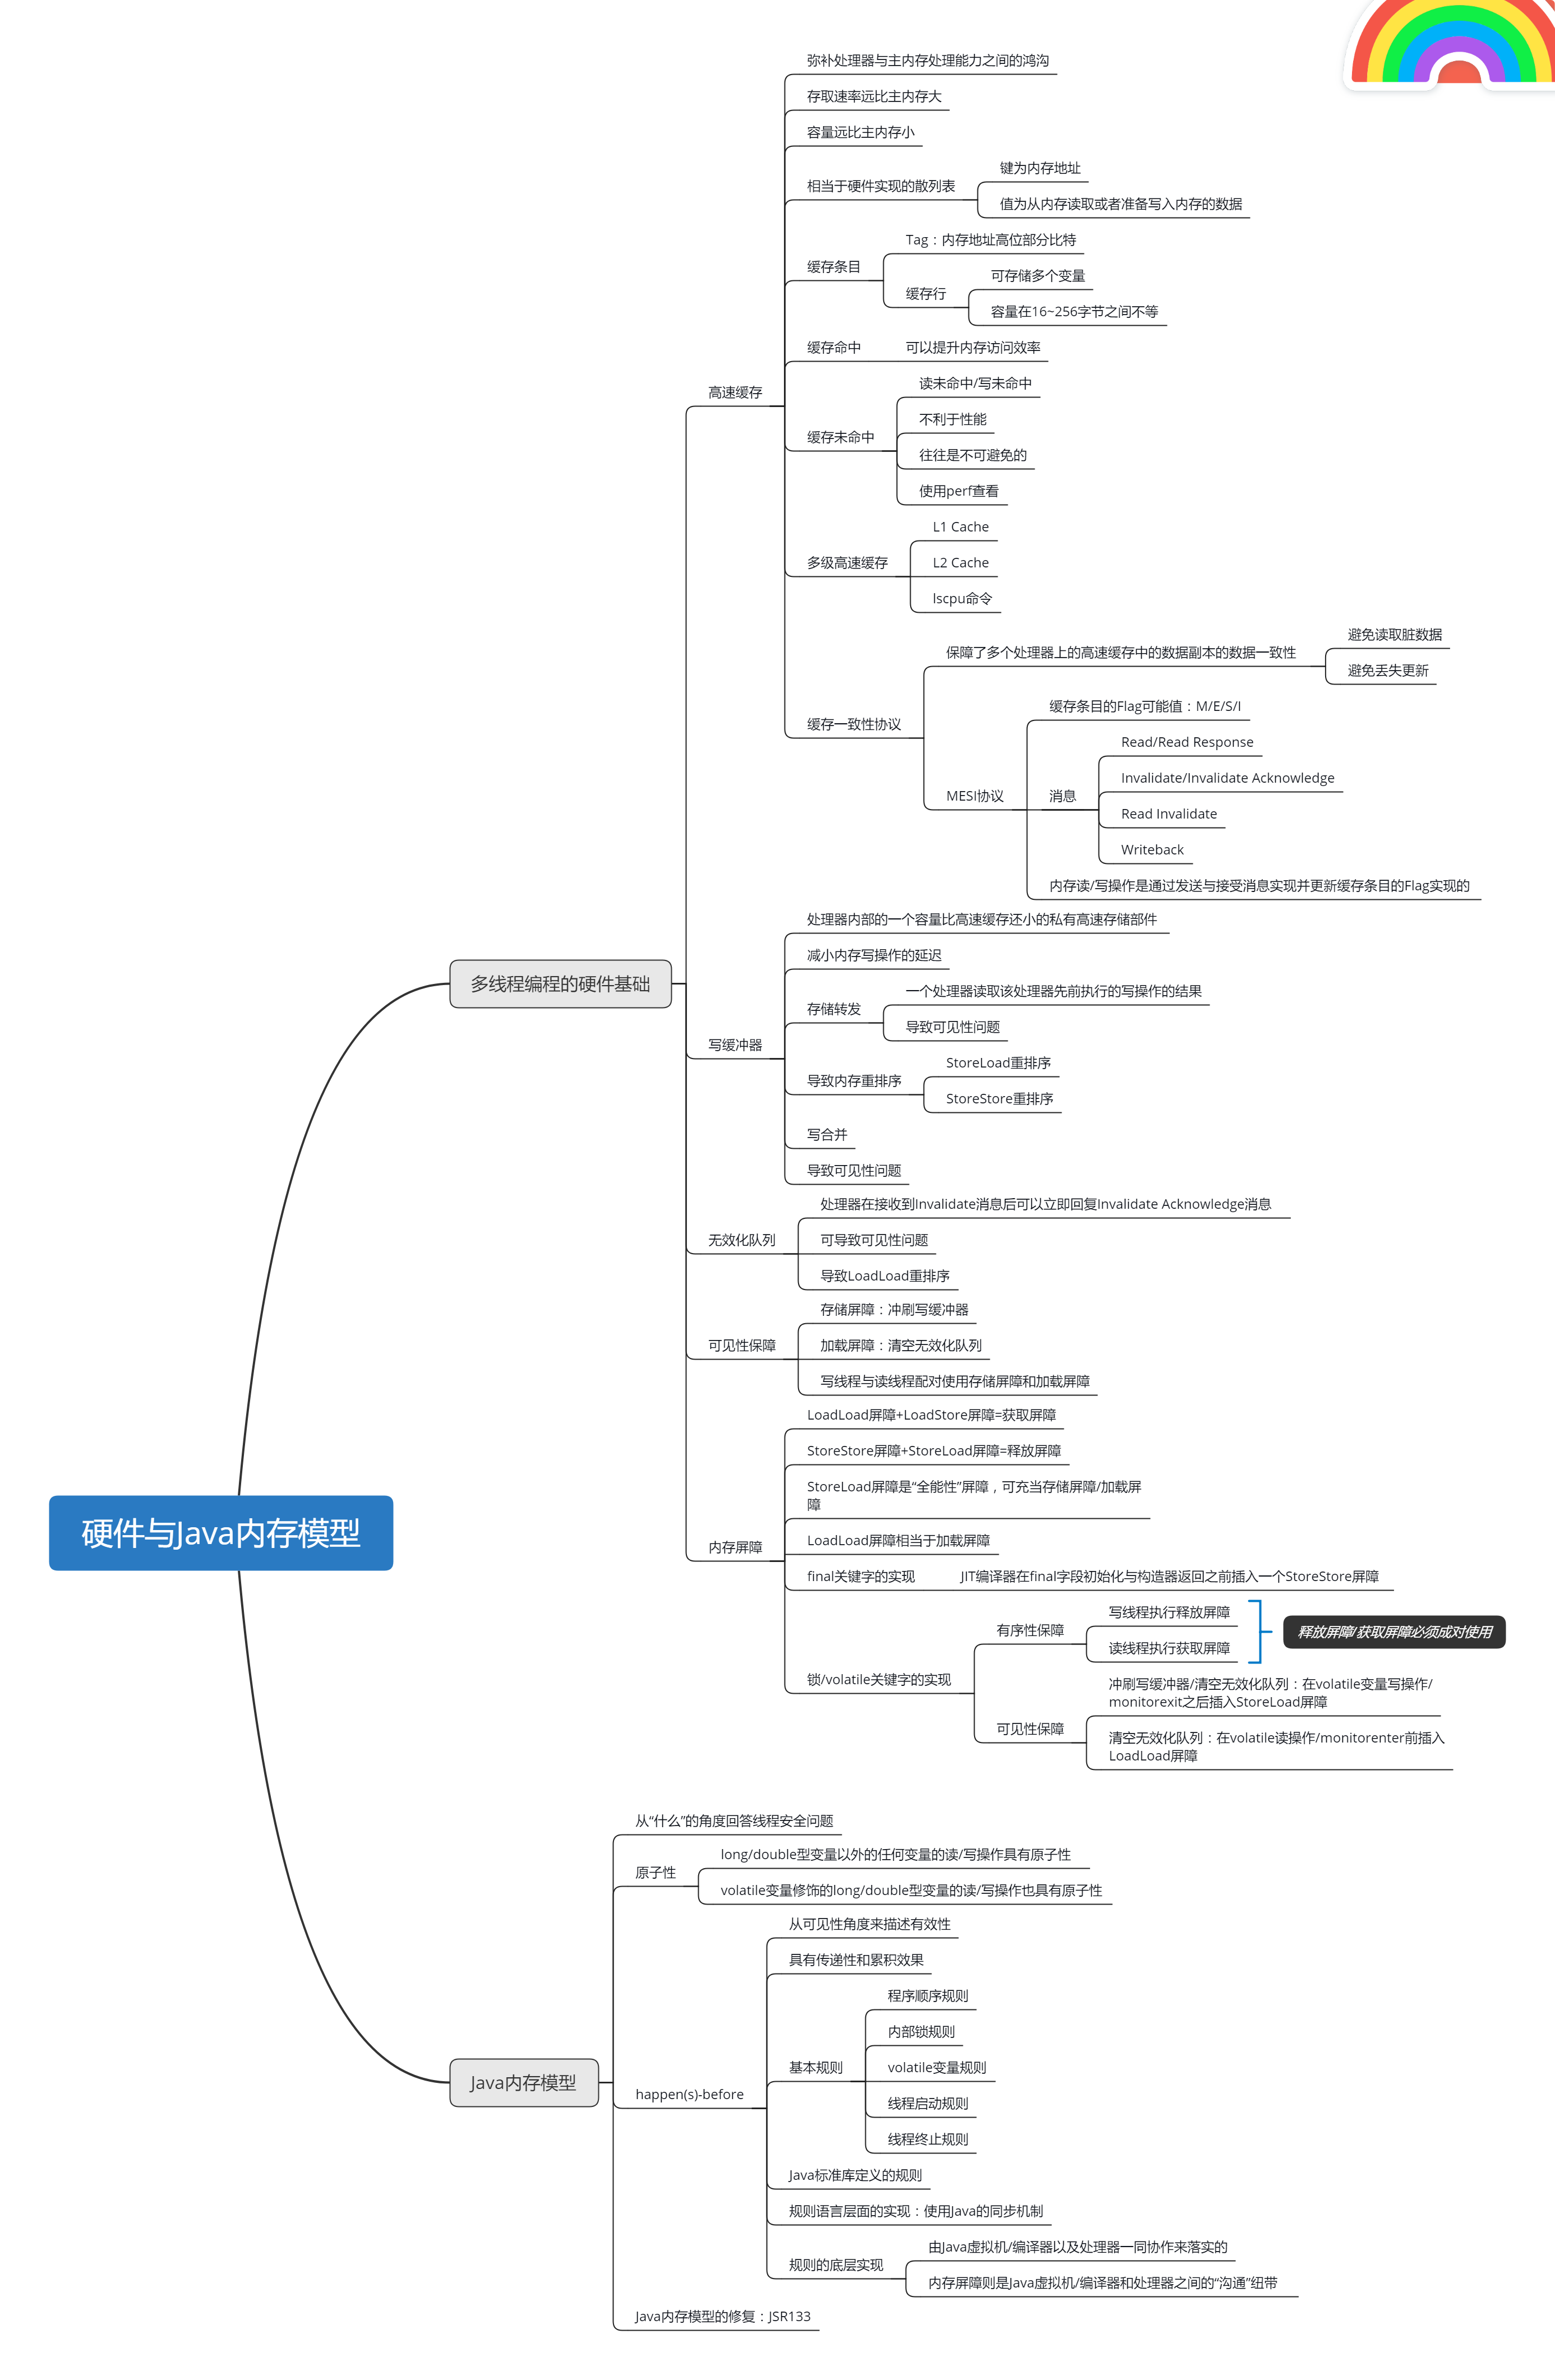 硬件与Java内存模型
多线程编程的硬件基础
高速缓存
弥补处理器与主内存处理能力之间的鸿沟
存取速率远比主内存大
容量远比主内存小
相当于硬件实现的散列表
键为内存地址
值为从内存读取或者准备写入内存的数据
缓存条目
Tag：内存地址高位部分比特
缓存行
可存储多个变量
容量在16~256字节之间不等
缓存命中
可以提升内存访问效率
缓存未命中
读未命中/写未命中
不利于性能
往往是不可避免的
使用perf查看
多级高速缓存
L1 Cache
L2 Cache
lscpu命令
缓存一致性协议
保障了多个处理器上的高速缓存中的数据副本的数据一致性
避免读取脏数据
避免丢失更新
MESI协议
缓存条目的Flag可能值：M/E/S/I
消息
Read/Read Response
Invalidate/Invalidate Acknowledge
Read Invalidate
Writeback
内存读/写操作是通过发送与接受消息实现并更新缓存条目的Flag实现的
写缓冲器
处理器内部的一个容量比高速缓存还小的私有高速存储部件
减小内存写操作的延迟
存储转发
一个处理器读取该处理器先前执行的写操作的结果
导致可见性问题
导致内存重排序
StoreLoad重排序
StoreStore重排序
写合并
导致可见性问题
无效化队列
处理器在接收到Invalidate消息后可以立即回复Invalidate Acknowledge消息
可导致可见性问题
导致LoadLoad重排序
可见性保障
存储屏障：冲刷写缓冲器
加载屏障：清空无效化队列
写线程与读线程配对使用存储屏障和加载屏障
内存屏障
LoadLoad屏障+LoadStore屏障=获取屏障
StoreStore屏障+StoreLoad屏障=释放屏障
StoreLoad屏障是“全能性”屏障，可充当存储屏障/加载屏
障
LoadLoad屏障相当于加载屏障
final关键字的实现
JIT编译器在final字段初始化与构造器返回之前插入一个StoreStore屏障
锁/volatile关键字的实现
有序性保障
写线程执行释放屏障
读线程执行获取屏障
释放屏障/获取屏障必须成对使用
可见性保障
冲刷写缓冲器/清空无效化队列：在volatile变量写操作/
monitorexit之后插入StoreLoad屏障
清空无效化队列：在volatile读操作/monitorenter前插入
LoadLoad屏障
Java内存模型
从“什么”的角度回答线程安全问题
原子性
long/double型变量以外的任何变量的读/写操作具有原子性
volatile变量修饰的long/double型变量的读/写操作也具有原子性
happen(s)-before
从可见性角度来描述有效性
具有传递性和累积效果
基本规则
程序顺序规则
内部锁规则
volatile变量规则
线程启动规则
线程终止规则
Java标准库定义的规则
规则语言层面的实现：使用Java的同步机制
规则的底层实现
由Java虚拟机/编译器以及处理器一同协作来落实的
内存屏障则是Java虚拟机/编译器和处理器之间的“沟通”纽带
Java内存模型的修复：JSR133